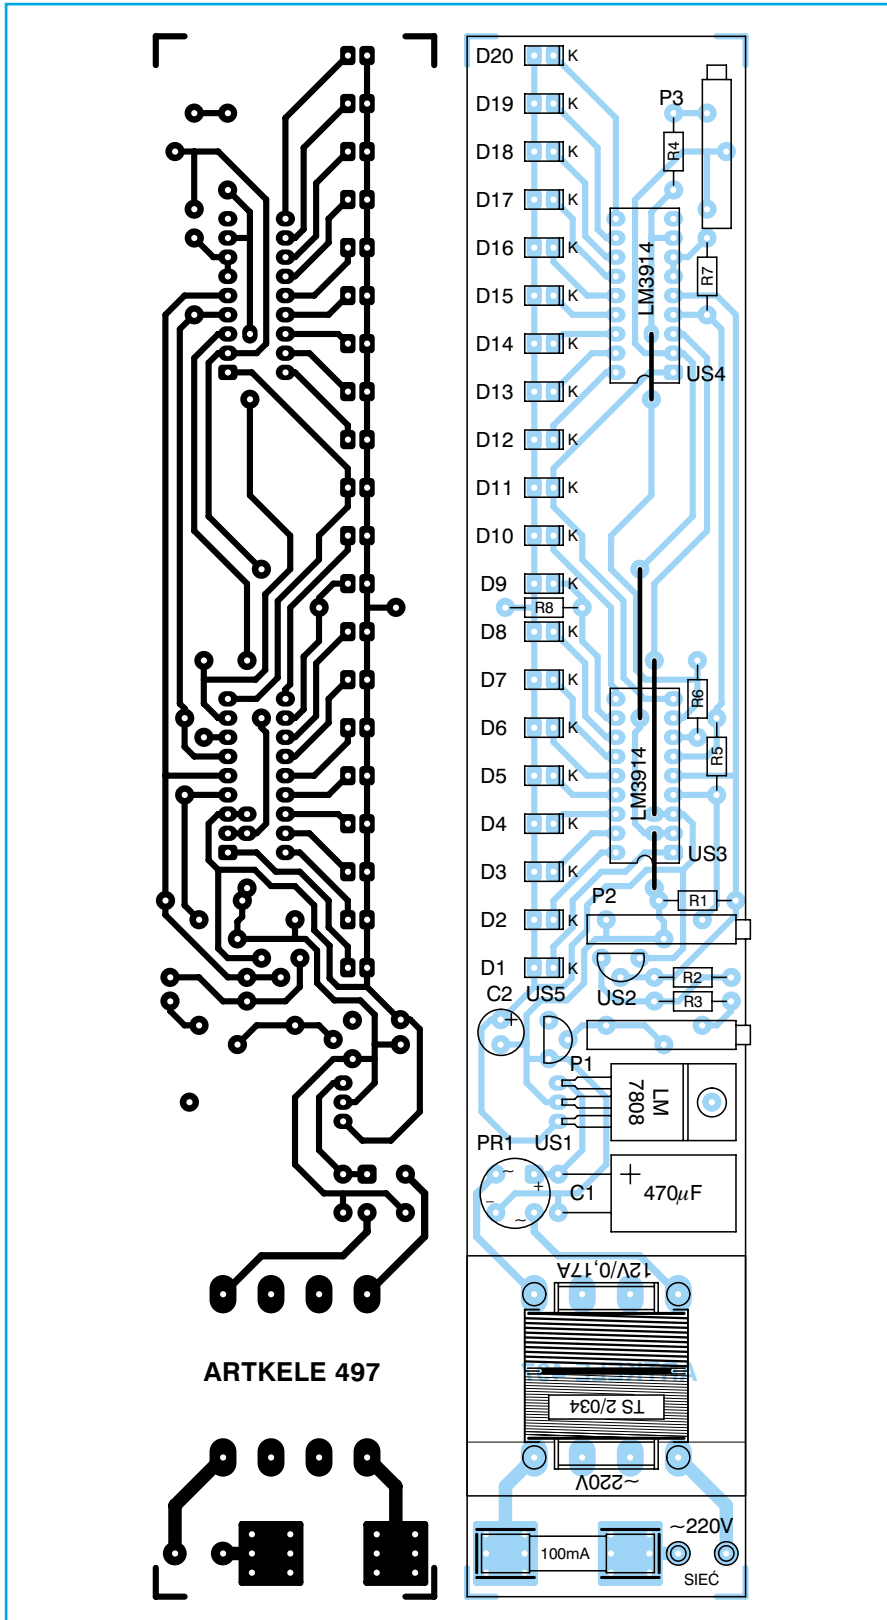 D20 K
P3
D19 K
D18 K
R4
D17 K
D16 K
LM3914
R7
D15 K
D14 K
US4
D13 K
D12 K
D11 K
D10 K
D9 K
R8
D8 K
D7 K
R6
D6 K
R5
D5 K
LM3914
D4 K
US3
D3 K
P2
R1
D2 K
D1 K
R2
C2 US5 US2
R3
+
P1
LM
7808
PR1 US1
~
+
C1
+
470µF
−
~
12V/0,17A
ARTKELE 497
ARTKELE 497
TS 2/034
~220V
~220V
100mA
SIEĆ